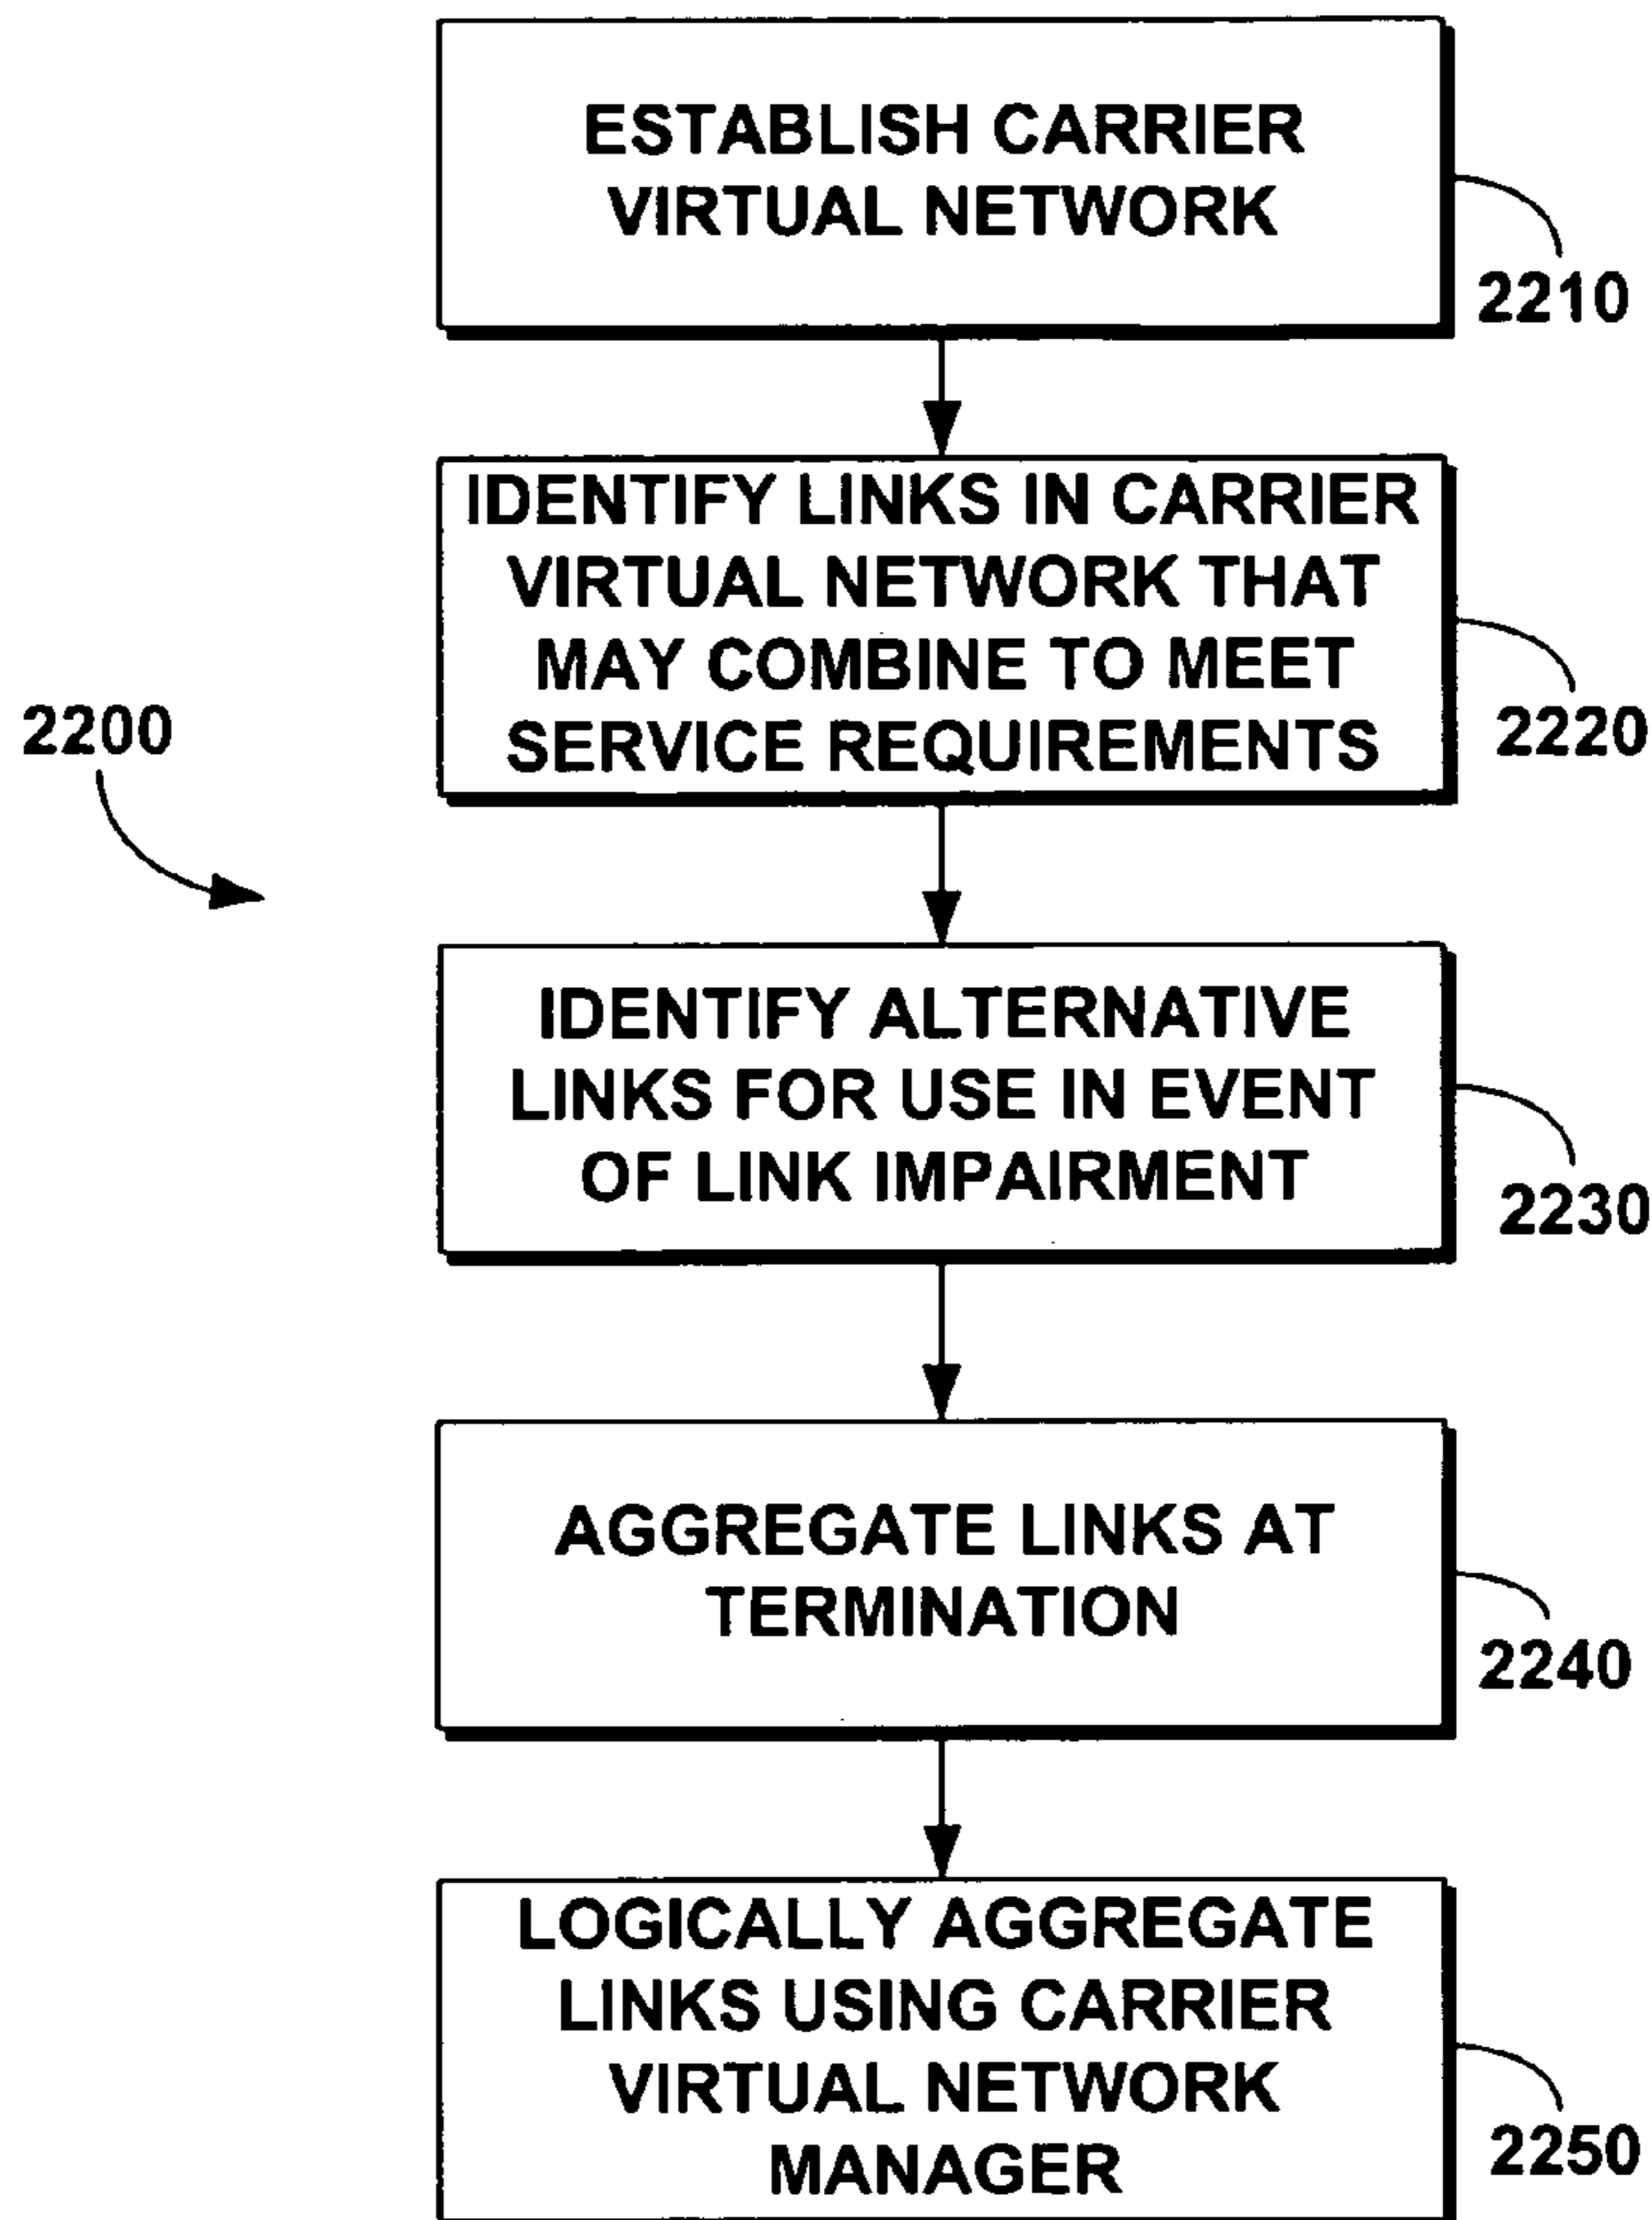 ESTABLISH CARRIER
VIRTUAL NETWORK
2210
IDENTIFY LINKS IN CARRIER
VIRTUAL NETWORK THAT
MAY COMBINE TO MEET
SERVICE REQUIREMENTS
2220
2200
IDENTIFY ALTERNATIVE
LINKS FOR USE IN EVENT
OF LINK IMPAIRMENT
2230
AGGREGATE LINKS AT
TERMINATION
2240
LOGICALLY AGGREGATE
LINKS USING CARRIER
VIRTUAL NETWORK
MANAGER
2250